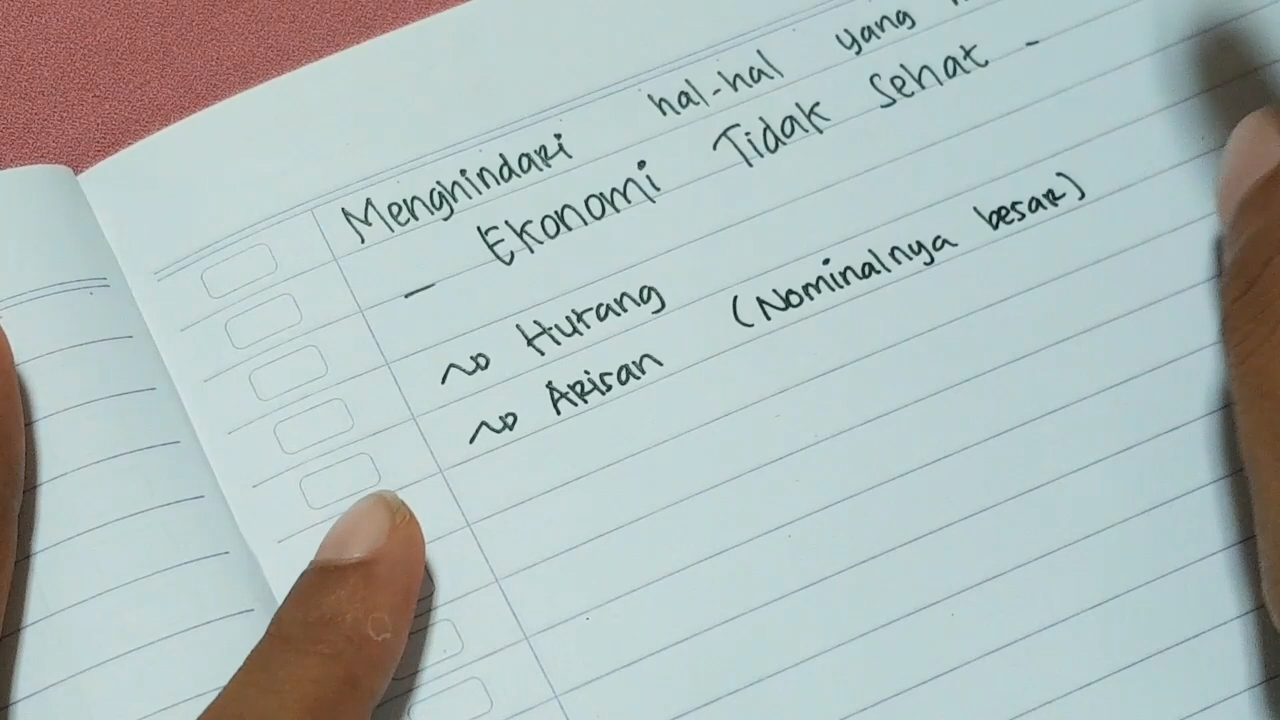 Menghindari hal-hal yang
- Ekonomi Tidak Sehat -
~> Hutang
~> Arisan (Nominalnya besar)